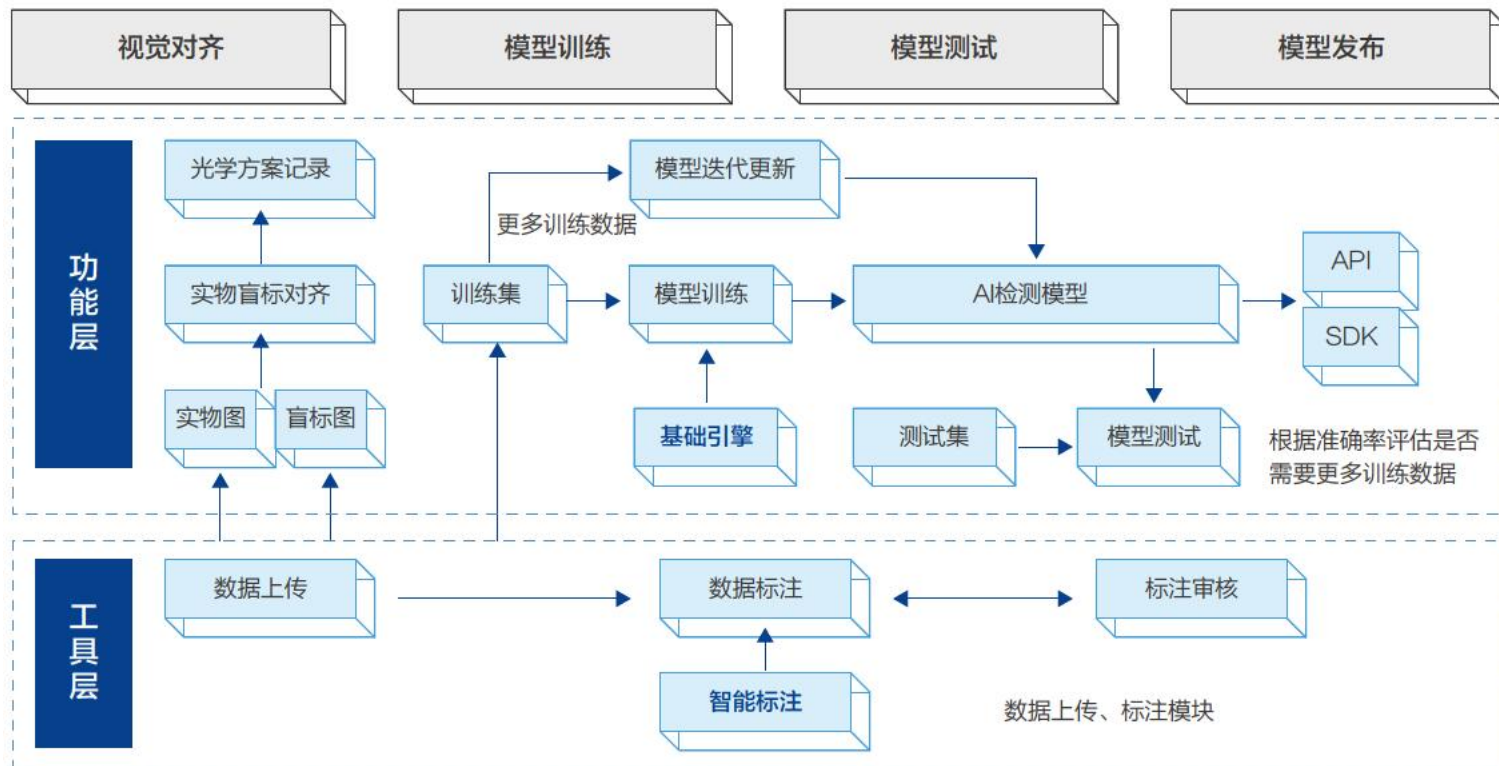 视觉对齐
模型训练
模型测试
模型发布
功能层
光学方案记录
模型迭代更新
更多训练数据
实物盲标对齐
训练集
模型训练
AI检测模型
API
SDK
实物图
盲标图
基础引擎
测试集
模型测试
根据准确率评估是否
需要更多训练数据
工具层
数据上传
数据标注
标注审核
智能标注
数据上传、标注模块